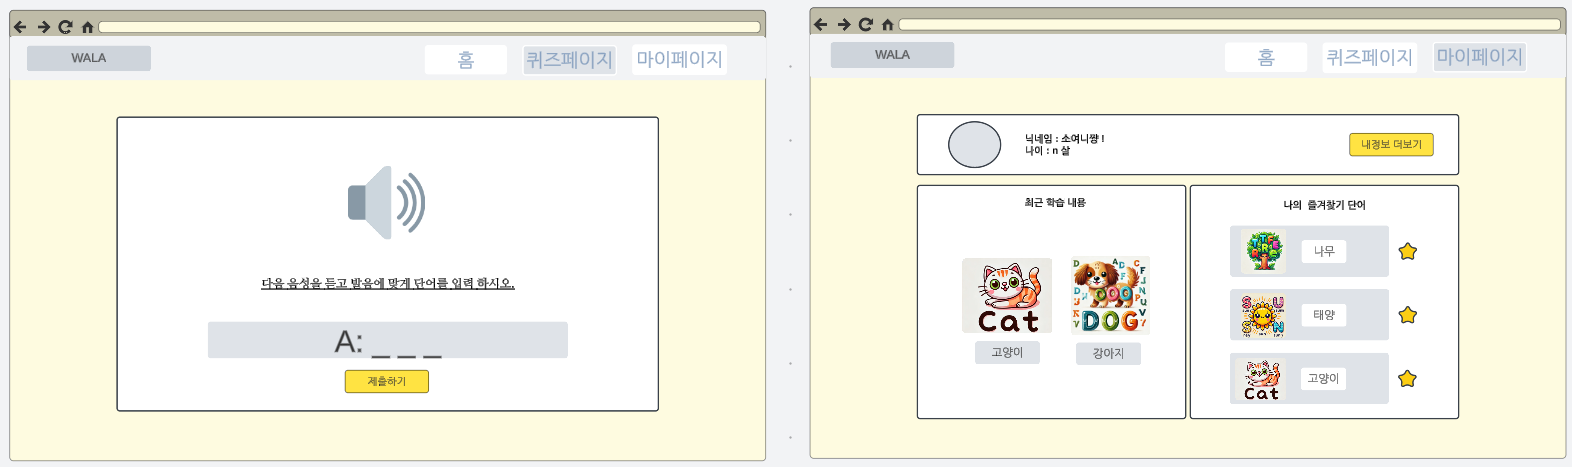 WALA
홈
퀴즈페이지
마이페이지
다음 음성을 듣고 발음에 맞게 단어를 입력 하시오.
A: _ _ _
제출하기
WALA
홈
퀴즈페이지
마이페이지
닉네임 : 소여니쨩 !
나이 : n 살
내정보 더보기
최근 학습 내용
Cat
고양이
DOG
강아지
나의 즐겨찾기 단어
나무
태양
Cat
고양이